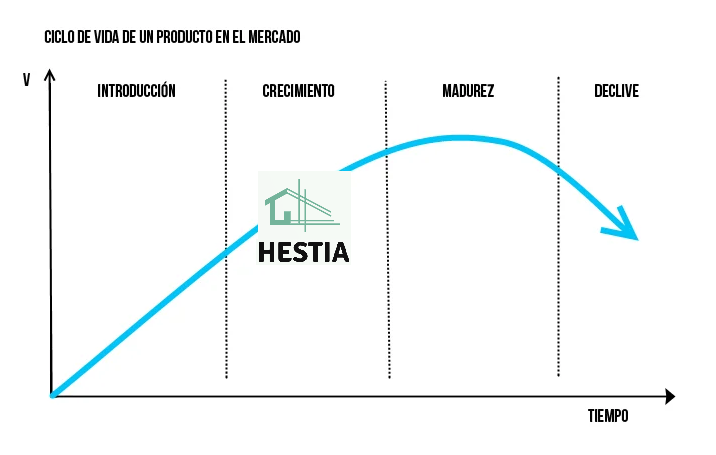 CICLO DE VIDA DE UN PRODUCTO EN EL MERCADO
V
INTRODUCCIÓN
CRECIMIENTO
MADUREZ
DECLIVE
HESTIA
TIEMPO